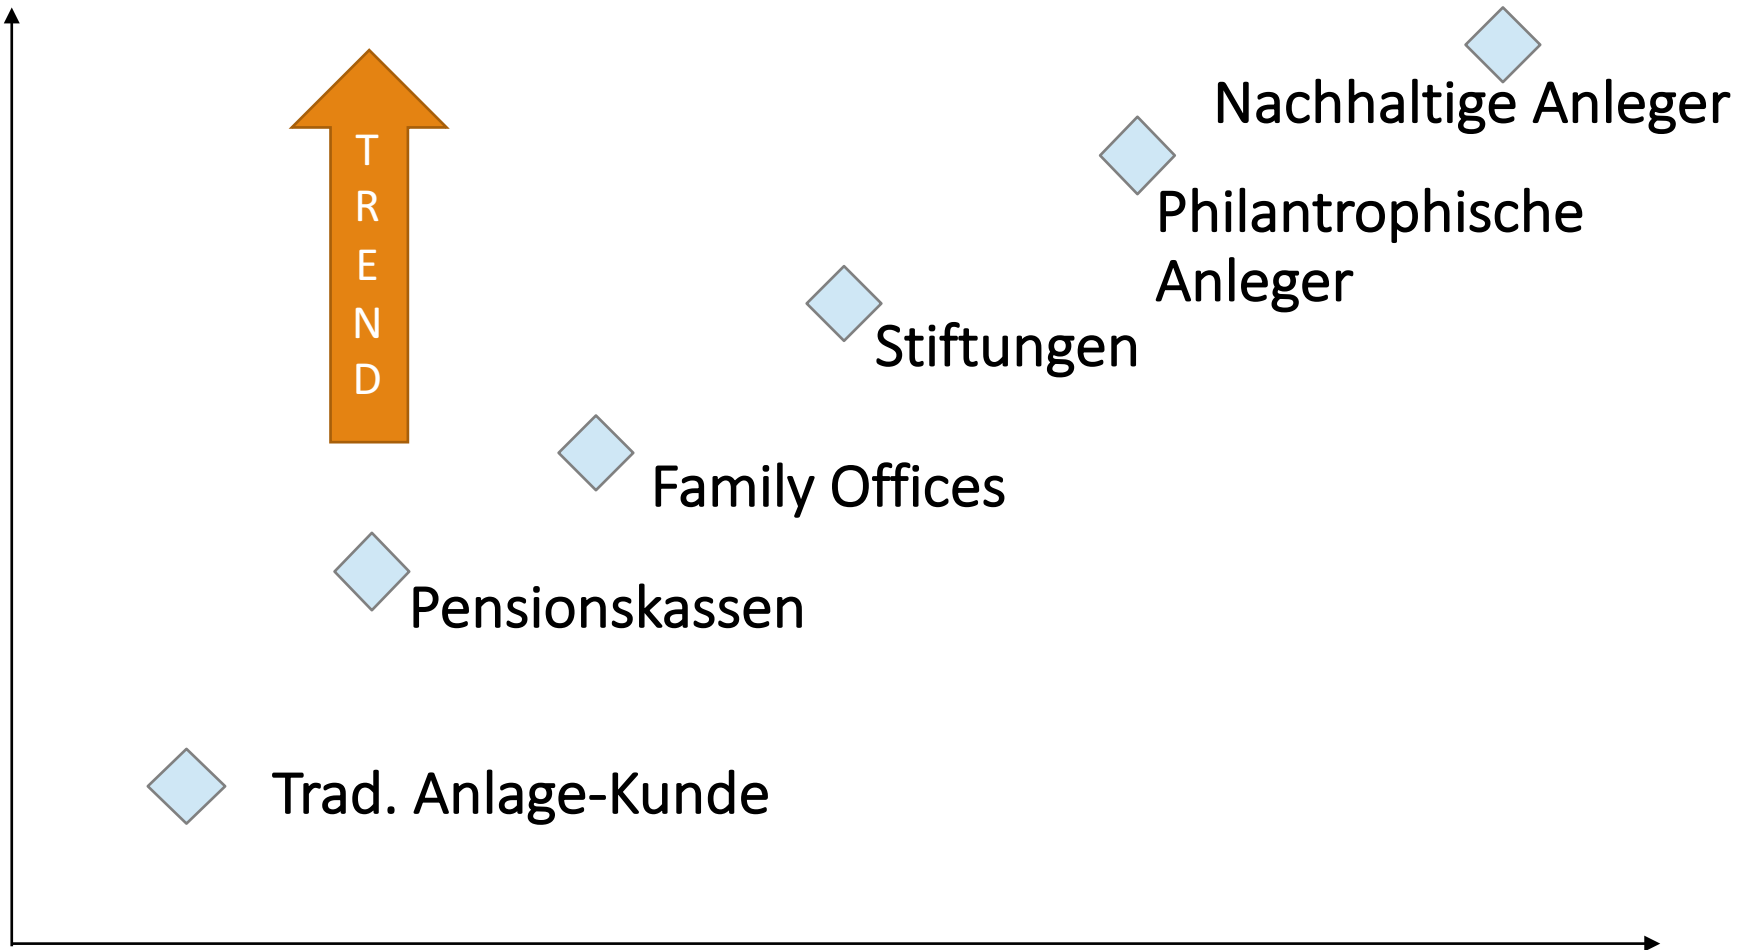 Nachhaltige Anleger
T
R
E
N
D
Philantrophische
Anleger
Stiftungen
Family Offices
Pensionskassen
Trad. Anlage-Kunde